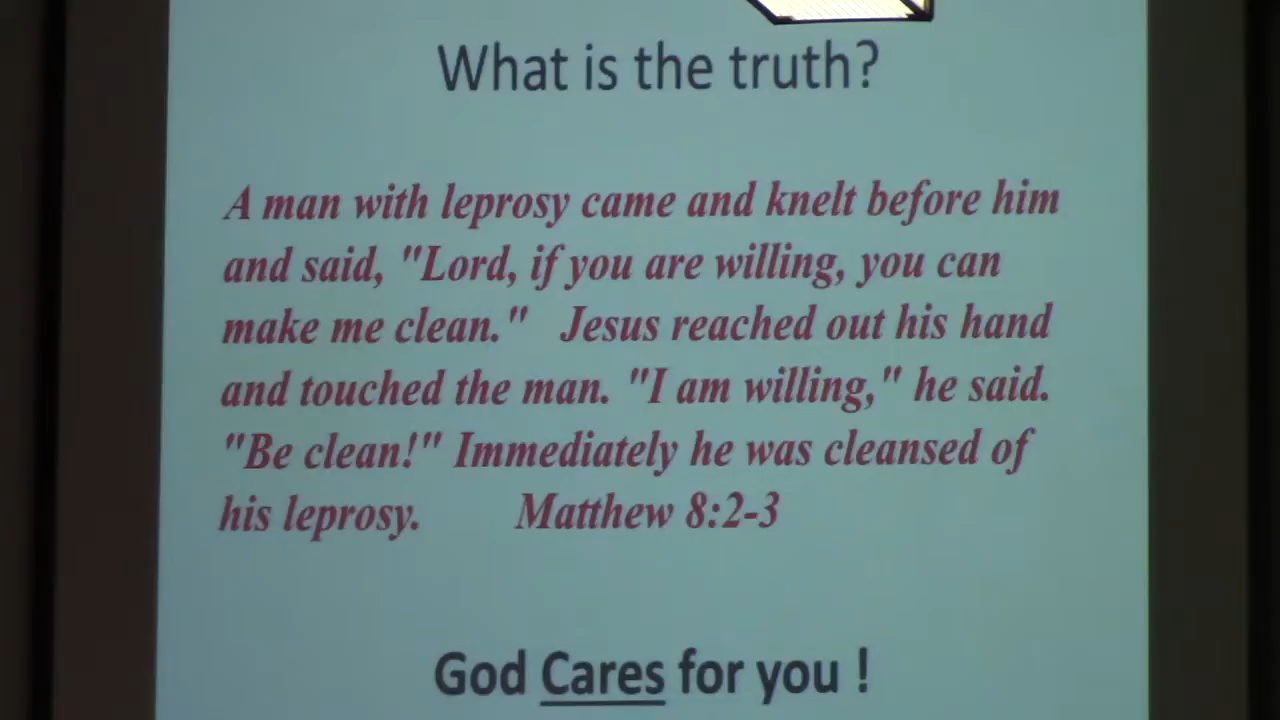 What is the truth?
A man with leprosy came and knelt before him
and said, "Lord, if you are willing, you can
make me clean." Jesus reached out his hand
and touched the man. "I am willing," he said.
"Be clean!" Immediately he was cleansed of
his leprosy. Matthew 8:2-3
God Cares for you !